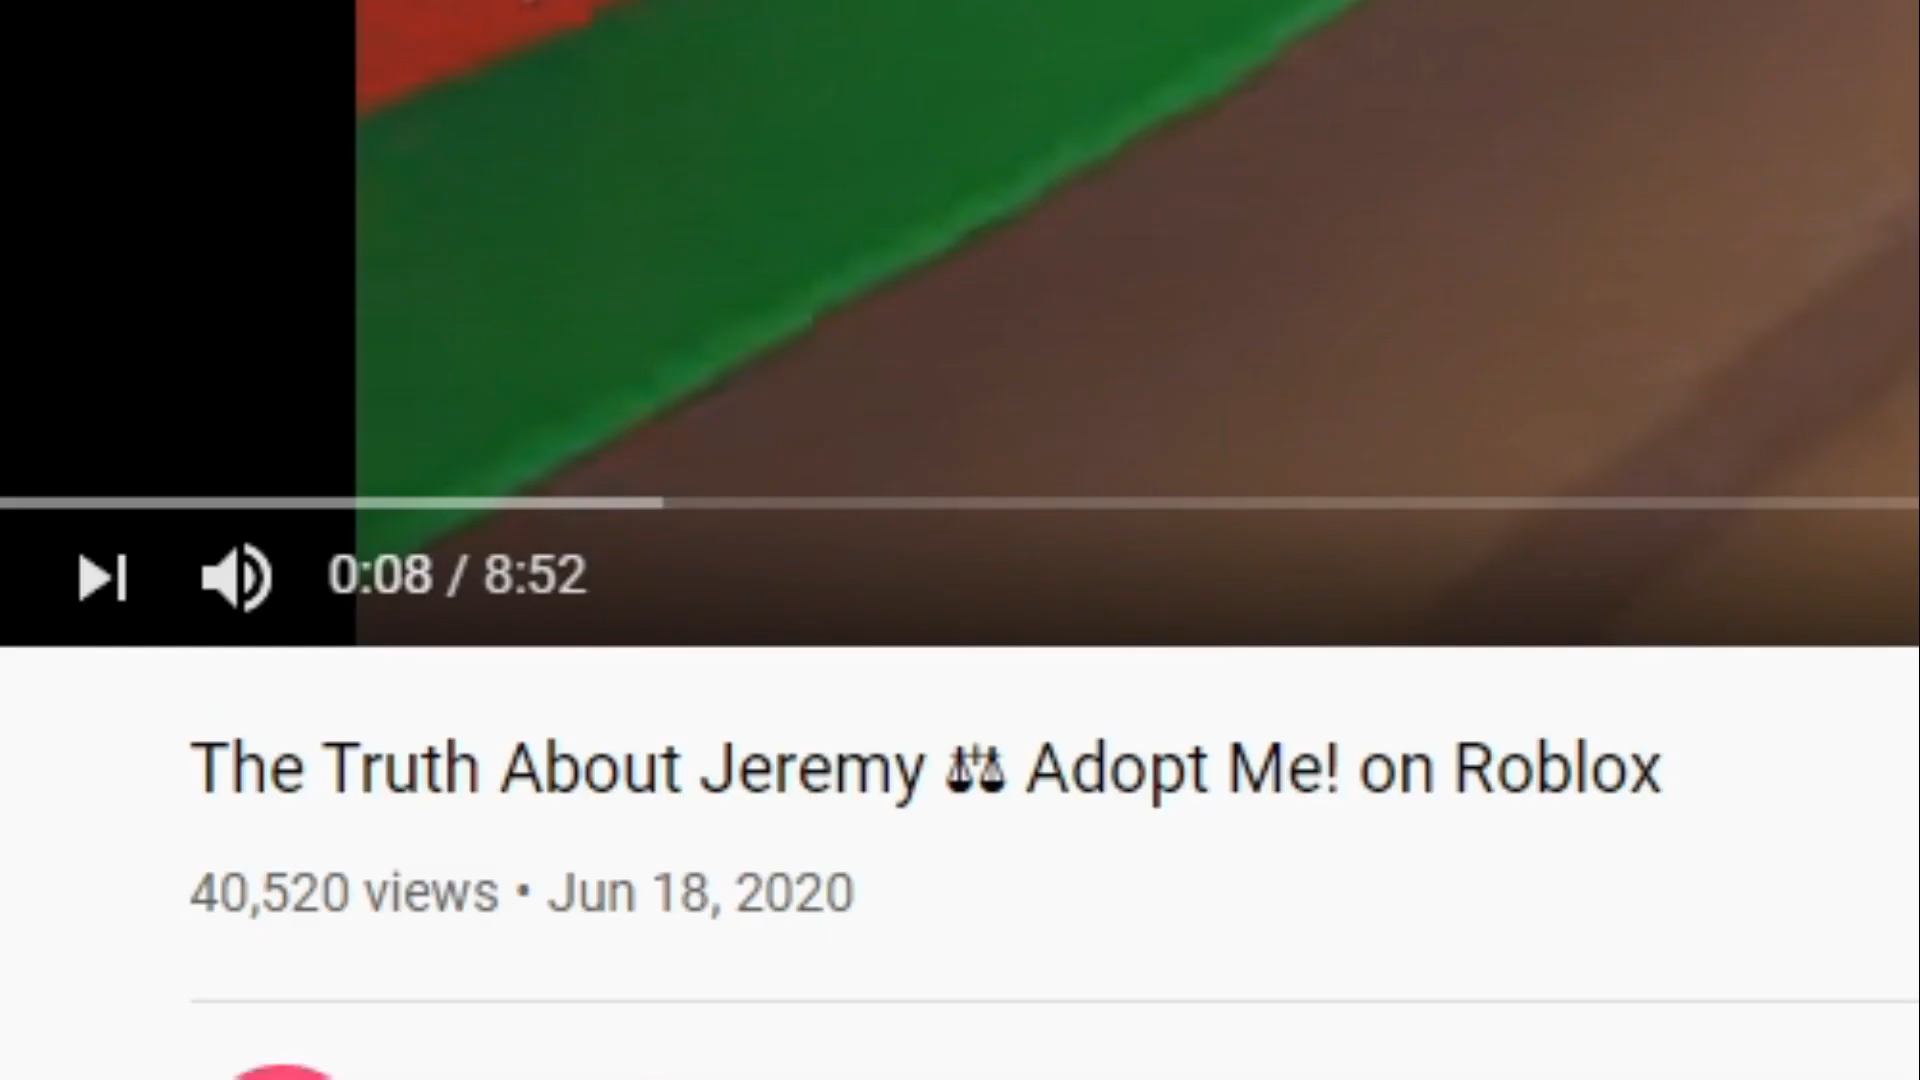 0:08 / 8:52
The Truth About Jeremy ⚖ Adopt Me! on Roblox
40,520 views • Jun 18, 2020